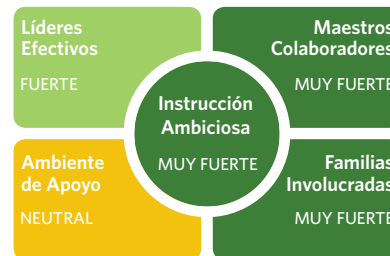 Líderes
Efectivos
FUERTE
Maestros
Colaboradores
MUY FUERTE
Instrucción
Ambiciosa
MUY FUERTE
Ambiente
de Apoyo
NEUTRAL
Familias
Involucradas
MUY FUERTE